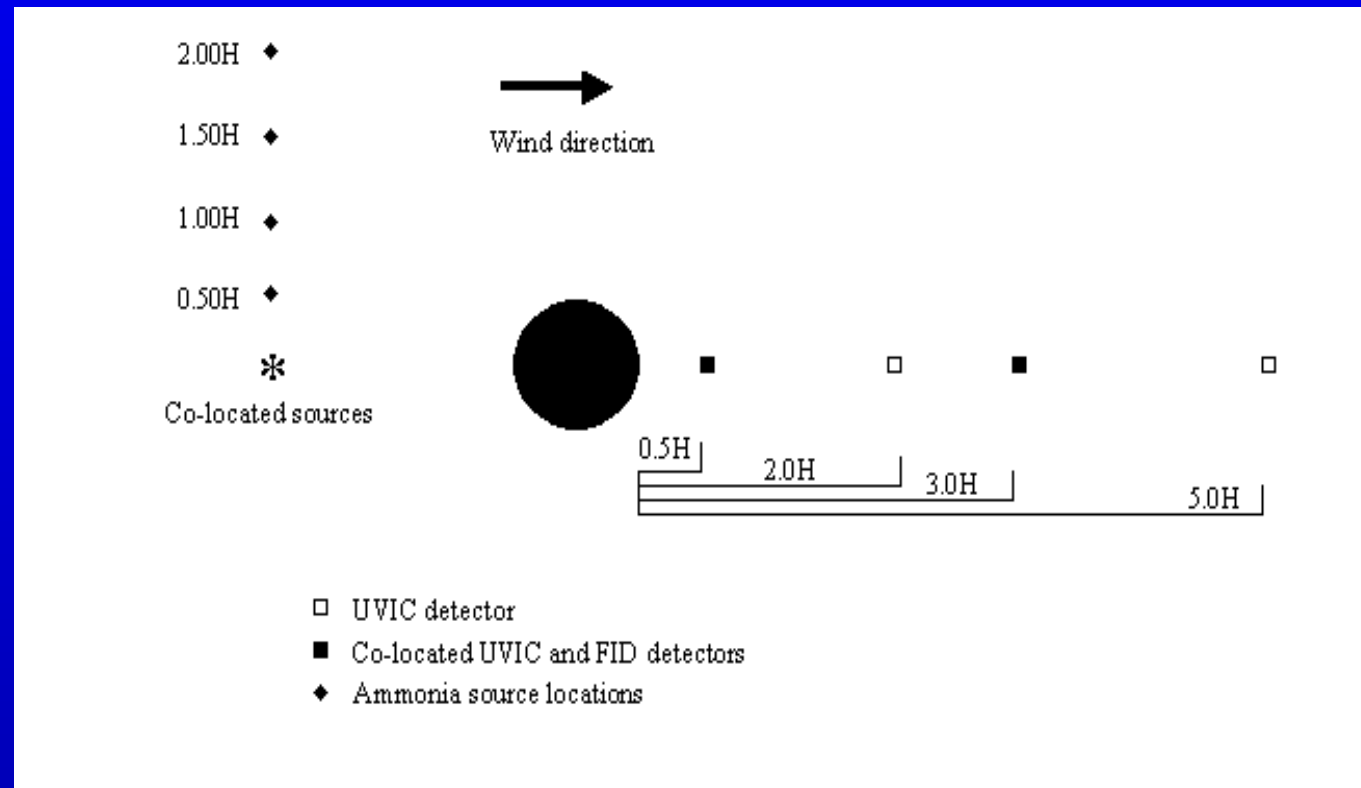 2.00H
Wind direction
1.50H
1.00H
0.50H
Co-located sources
0.5H
2.0H
3.0H
5.0H
UVIC detector
Co-located UVIC and FID detectors
Ammonia source locations